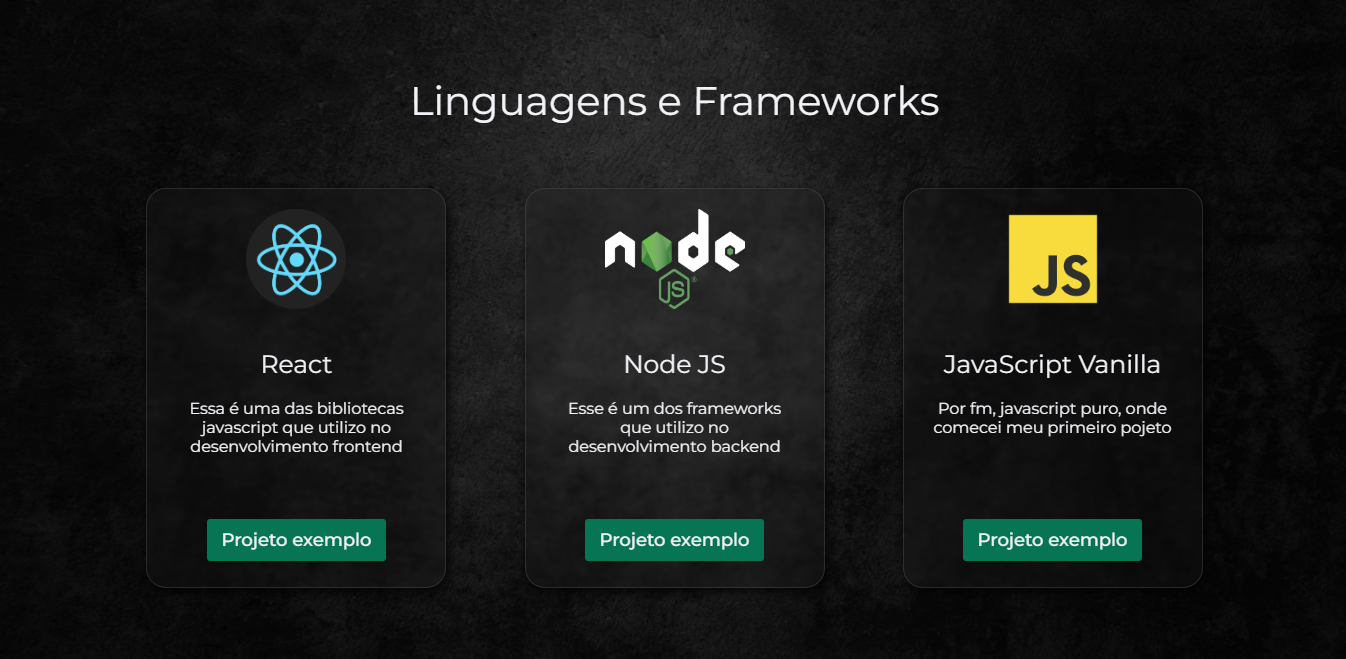 Linguagens e Frameworks
node
JS
JS
React
Node JS
JavaScript Vanilla
Essa é uma das bibliotecas
javascript que utilizo no
desenvolvimento frontend
Esse é um dos frameworks
que utilizo no
desenvolvimento backend
Por fm, javascript puro, onde
comecei meu primeiro pojeto
Projeto exemplo
Projeto exemplo
Projeto exemplo